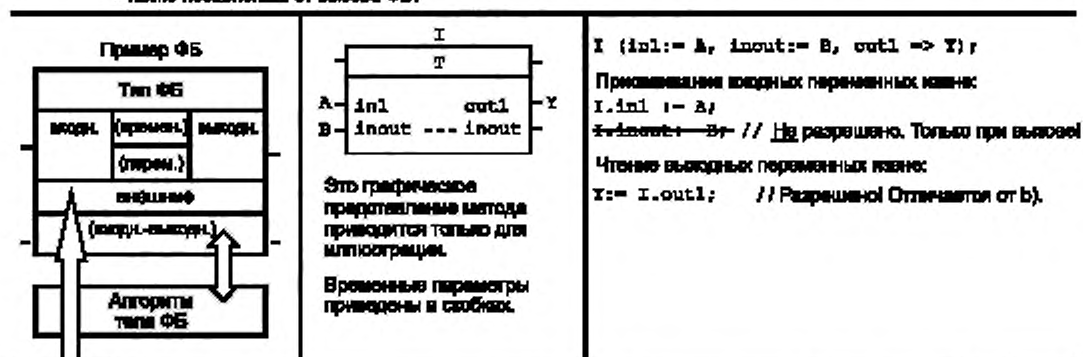 Пример ФБ
Тип ФБ
входн. (времен.) выходн.
(перем.)
внешние
(входн.-выходн.)
Алгоритм
тела ФБ
I
T
A in1 out1 Y
B inout --- inout
Это графическое
представление метода
приводится только для
иллюстрации.
Временные параметры
приведены в скобках.
I (in1:= A, inout:= B, out1 => Y);
Присваивание входных переменных извне:
I.in1 := A;
I.inout:= B; // Не разрешено. Только при вызове!
Чтение выходных переменных извне:
Y:= I.out1; // Разрешено! Отличается от b).